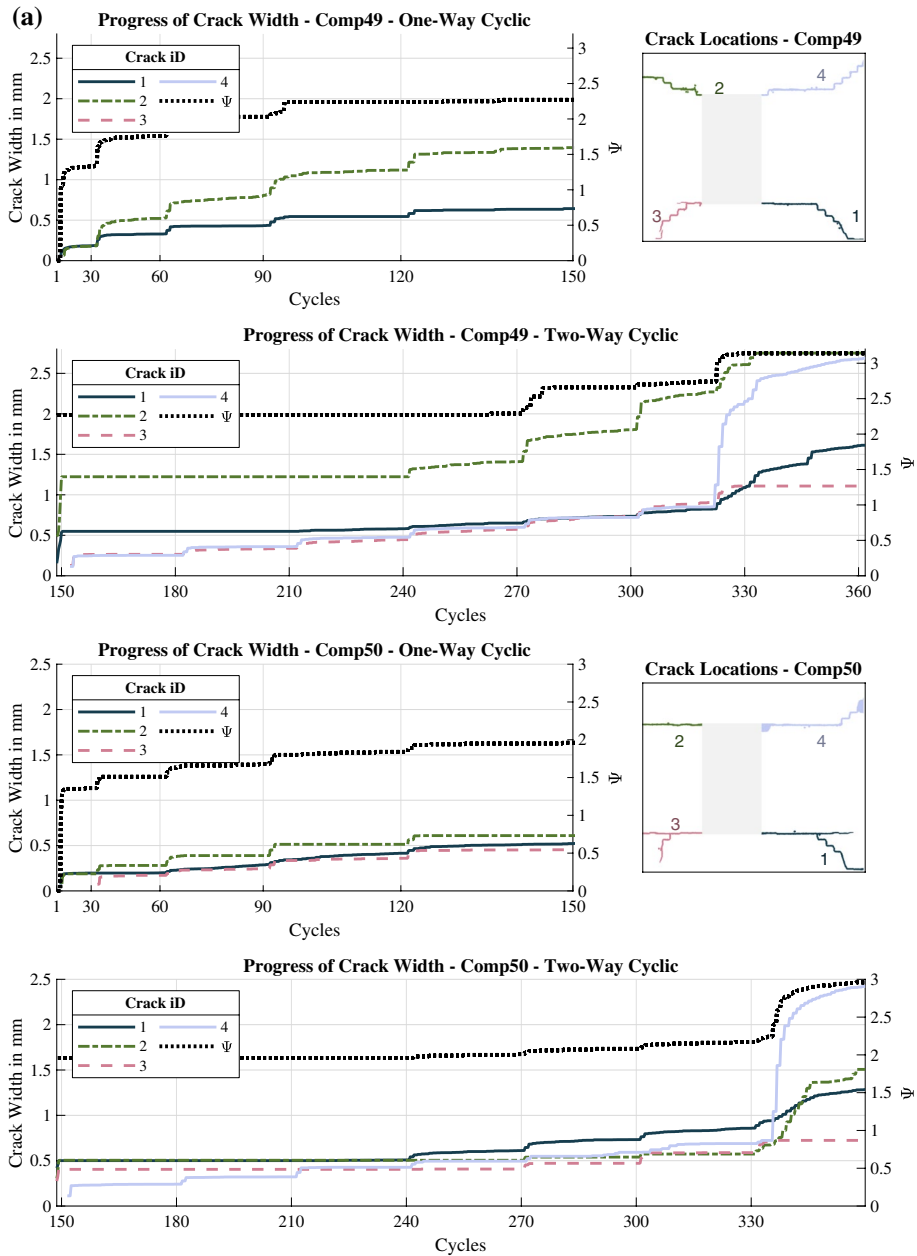 (a)
Progress of Crack Width - Comp49 - One-Way Cyclic
Crack Width in mm
2.5
2
1.5
1
0.5
0
Crack iD
1 4
2 Ψ
3
3
2.5
2
1.5
1
0.5
0
Ψ
1 30 60 90 120 150
Cycles
Crack Locations - Comp49
2
4
3
1
Progress of Crack Width - Comp49 - Two-Way Cyclic
Crack Width in mm
2.5
2
1.5
1
0.5
0
Crack iD
1 4
2 Ψ
3
3
2.5
2
1.5
1
0.5
0
Ψ
150 180 210 240 270 300 330 360
Cycles
Progress of Crack Width - Comp50 - One-Way Cyclic
Crack Width in mm
2.5
2
1.5
1
0.5
0
Crack iD
1 4
2 Ψ
3
3
2.5
2
1.5
1
0.5
0
Ψ
1 30 60 90 120 150
Cycles
Crack Locations - Comp50
2
4
3
1
Progress of Crack Width - Comp50 - Two-Way Cyclic
Crack Width in mm
2.5
2
1.5
1
0.5
0
Crack iD
1 4
2 Ψ
3
3
2.5
2
1.5
1
0.5
0
Ψ
150 180 210 240 270 300 330
Cycles